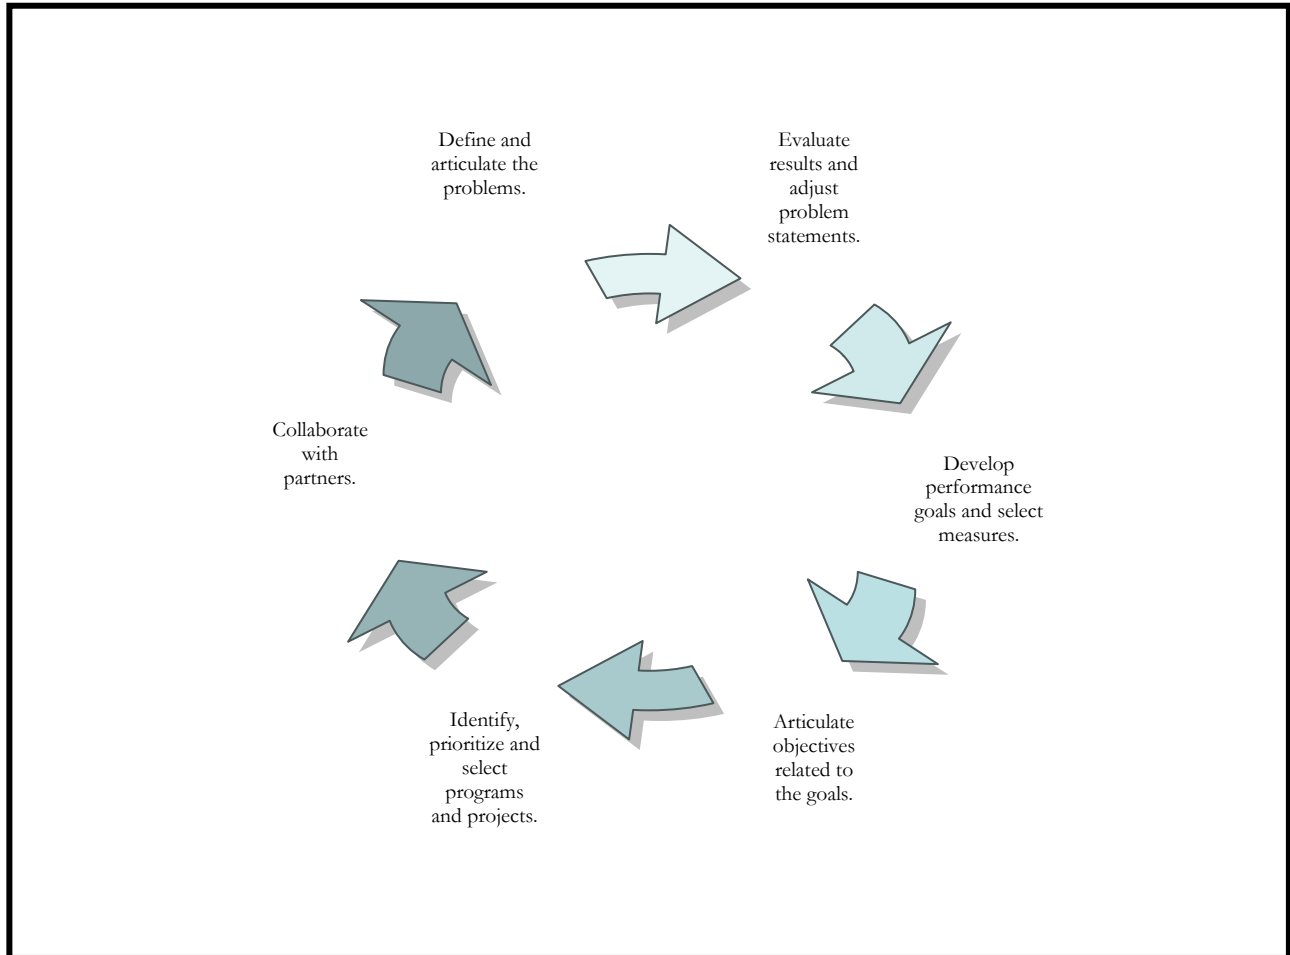 Define and
articulate the
problems.
Evaluate
results and
adjust
problem
statements.
Develop
performance
goals and select
measures.
Articulate
objectives
related to
the goals.
Identify,
prioritize and
select
programs
and projects.
Collaborate
with
partners.